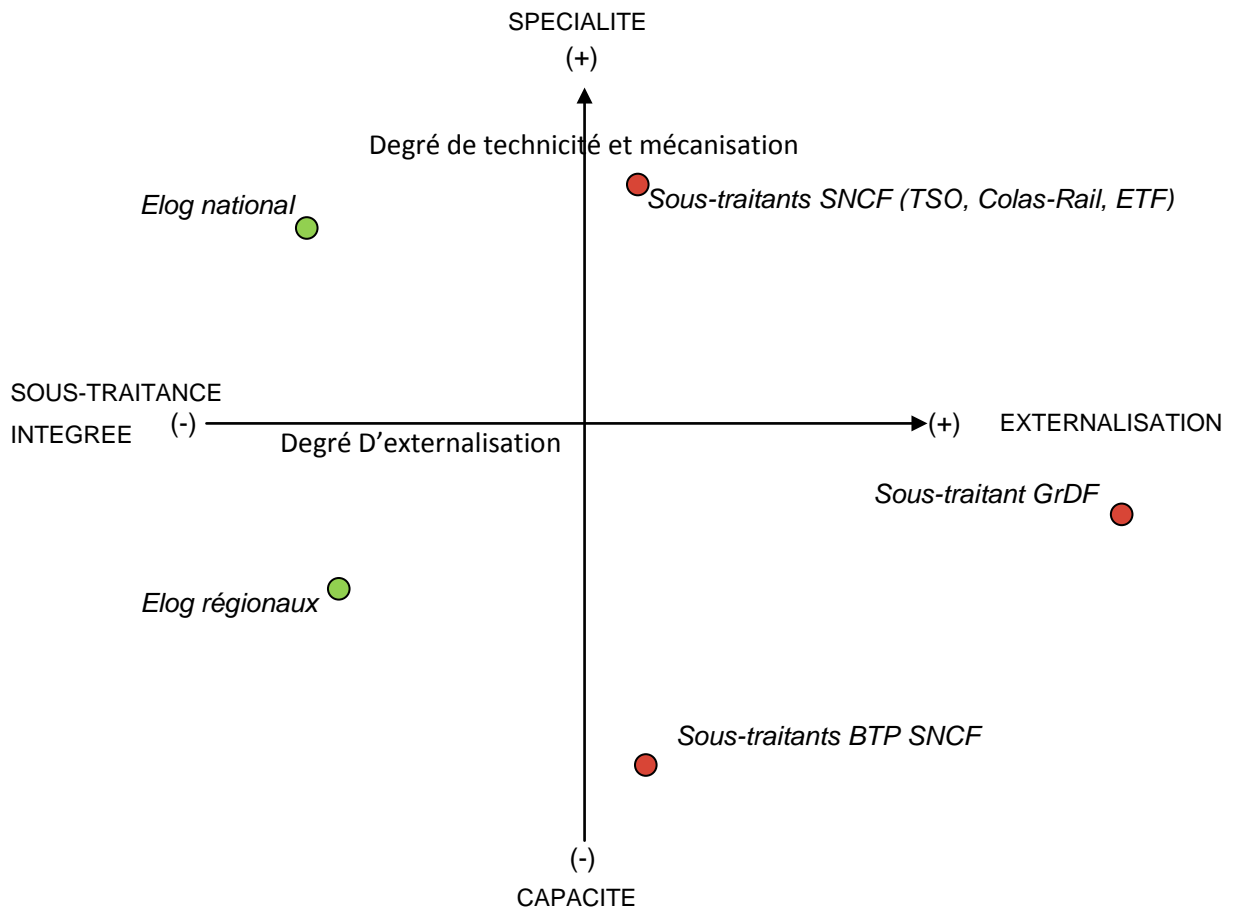 SPECIALITE
(+)
Degré de technicité et mécanisation
Elog national
Sous-traitants SNCF (TSO, Colas-Rail, ETF)
SOUS-TRAITANCE
INTEGREE
(-)
(+)
EXTERNALISATION
Degré D’externalisation
Sous-traitant GrDF
Elog régionaux
Sous-traitants BTP SNCF
(-)
CAPACITE